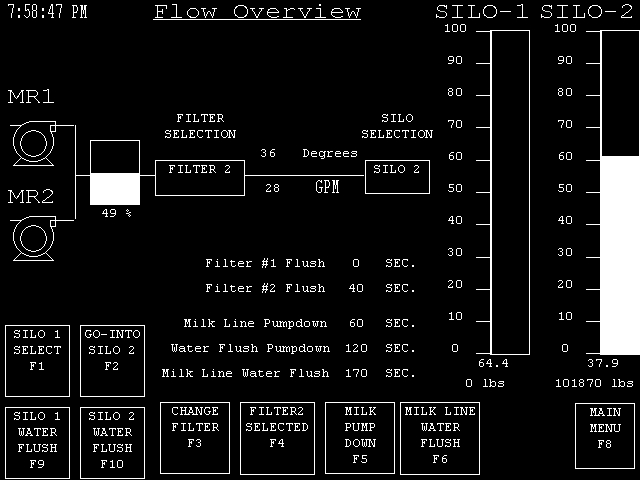 7:58:47 PM
Flow Overview
SILO-1 SILO-2
100
90
80
70
60
50
40
30
20
10
0
100
90
80
70
60
50
40
30
20
10
0
MR1
FILTER
SELECTION
SILO
SELECTION
36 Degrees
FILTER 2
SILO 2
28 GPM
MR2
49 %
Filter #1 Flush 0 SEC.
Filter #2 Flush 40 SEC.
Milk Line Pumpdown 60 SEC.
Water Flush Pumpdown 120 SEC.
Milk Line Water Flush 170 SEC.
64.4
0 lbs
37.9
101870 lbs
SILO 1
SELECT
F1
GO-INTO
SILO 2
F2
SILO 1
WATER
FLUSH
F9
SILO 2
WATER
FLUSH
F10
CHANGE
FILTER
F3
FILTER2
SELECTED
F4
MILK
PUMP
DOWN
F5
MILK LINE
WATER
FLUSH
F6
MAIN
MENU
F8